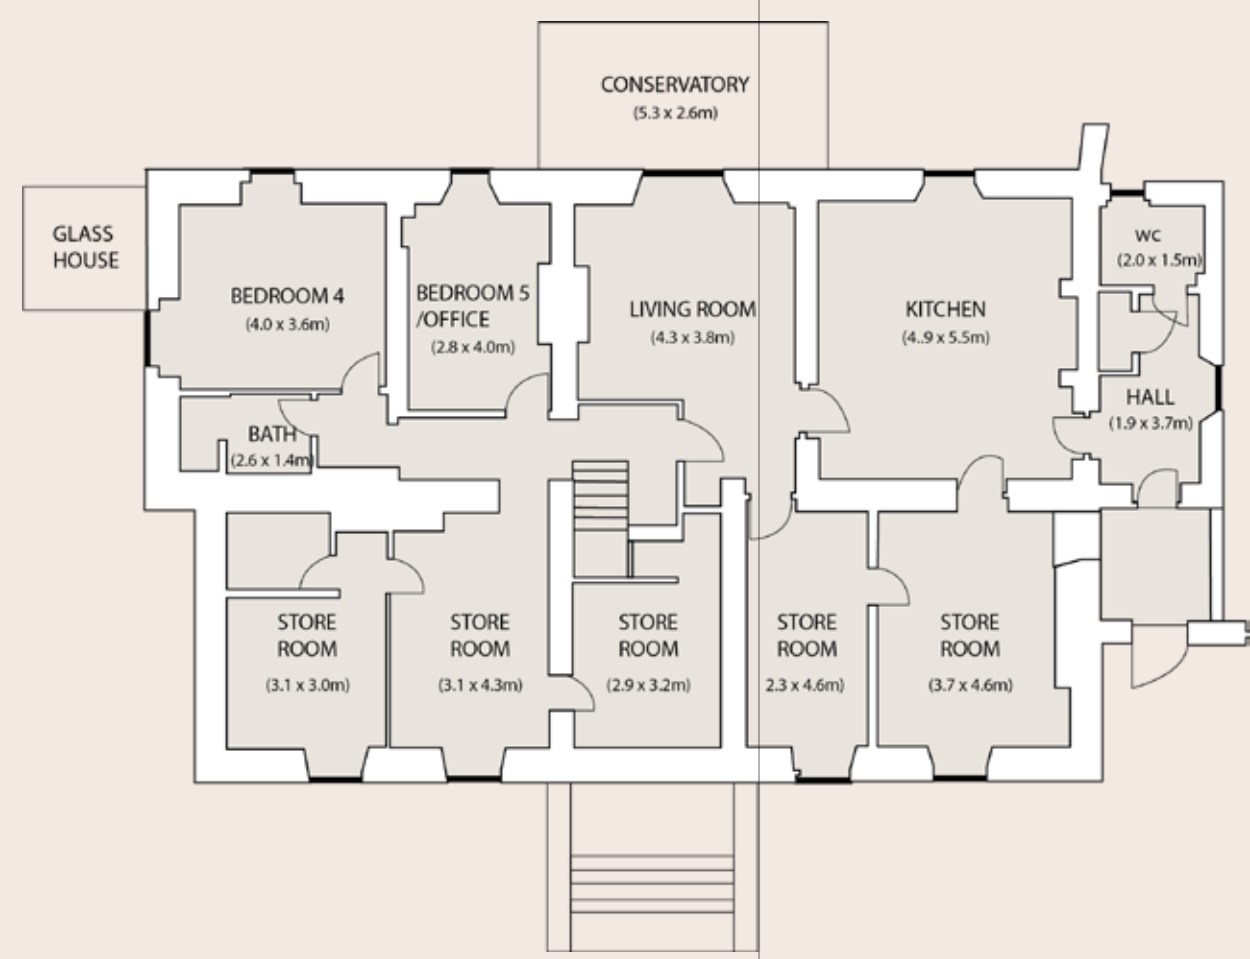 CONSERVATORY
(5.3 x 2.6m)
GLASS
HOUSE
WC
(2.0 x 1.5m)
BEDROOM 4
(4.0 x 3.6m)
BEDROOM 5
/OFFICE
(2.8 x 4.0m)
LIVING ROOM
(4.3 x 3.8m)
KITCHEN
(4..9 x 5.5m)
HALL
(1.9 x 3.7m)
BATH
(2.6 x 1.4m)
STORE
ROOM
(3.1 x 3.0m)
STORE
ROOM
(3.1 x 4.3m)
STORE
ROOM
(2.9 x 3.2m)
STORE
ROOM
2.3 x 4.6m)
STORE
ROOM
(3.7 x 4.6m)